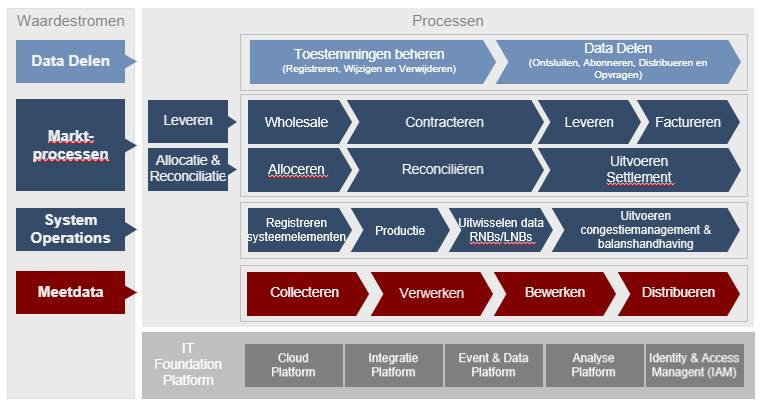 Waardestromen
Processen
Data Delen
Toestemmingen beheren
(Registreren, Wijzigen en Verwijderen)
Data Delen
(Ontsluiten, Abonneren, Distribueren en
Opvragen)
Markt-
processen
Leveren
Wholesale
Contracteren
Leveren
Factureren
Allocatie &
Reconciliatie
Alloceren
Reconciliëren
Uitvoeren
Settlement
System
Operations
Registreren
systeemelementen
Productie
Uitwisselen data
RNBs/LNBs
Uitvoeren
congestiemanagement &
balanshandhaving
Meetdata
Collecteren
Verwerken
Bewerken
Distribueren
IT
Foundation
Platform
Cloud
Platform
Integratie
Platform
Event & Data
Platform
Analyse
Platform
Identity & Access
Managent (IAM)